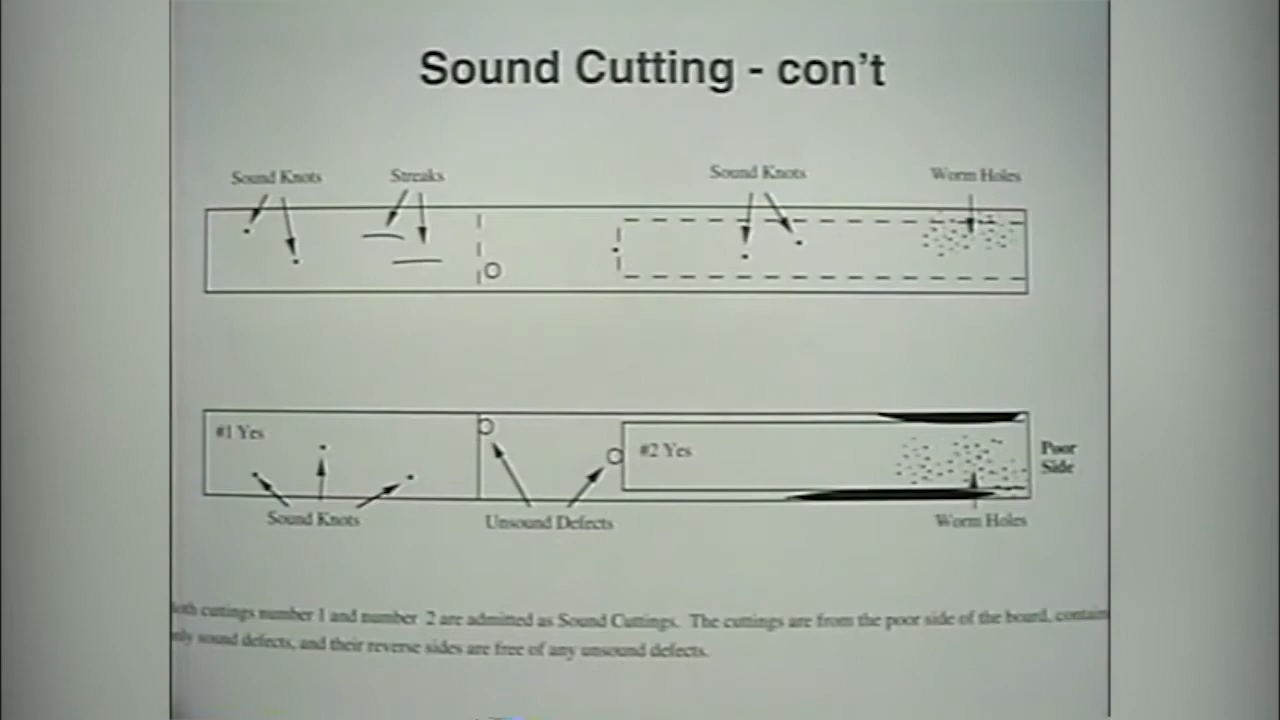 Sound Cutting - con't
Sound Knots Streaks Sound Knots Worm Holes
#1 Yes #2 Yes Poor
Side
Sound Knots Unsound Defects Worm Holes
cuttings number 1 and number 2 are admitted as Sound Cuttings. The cuttings are from the poor side of the board, contain
sound defects, and their reverse sides are free of any unsound defects.